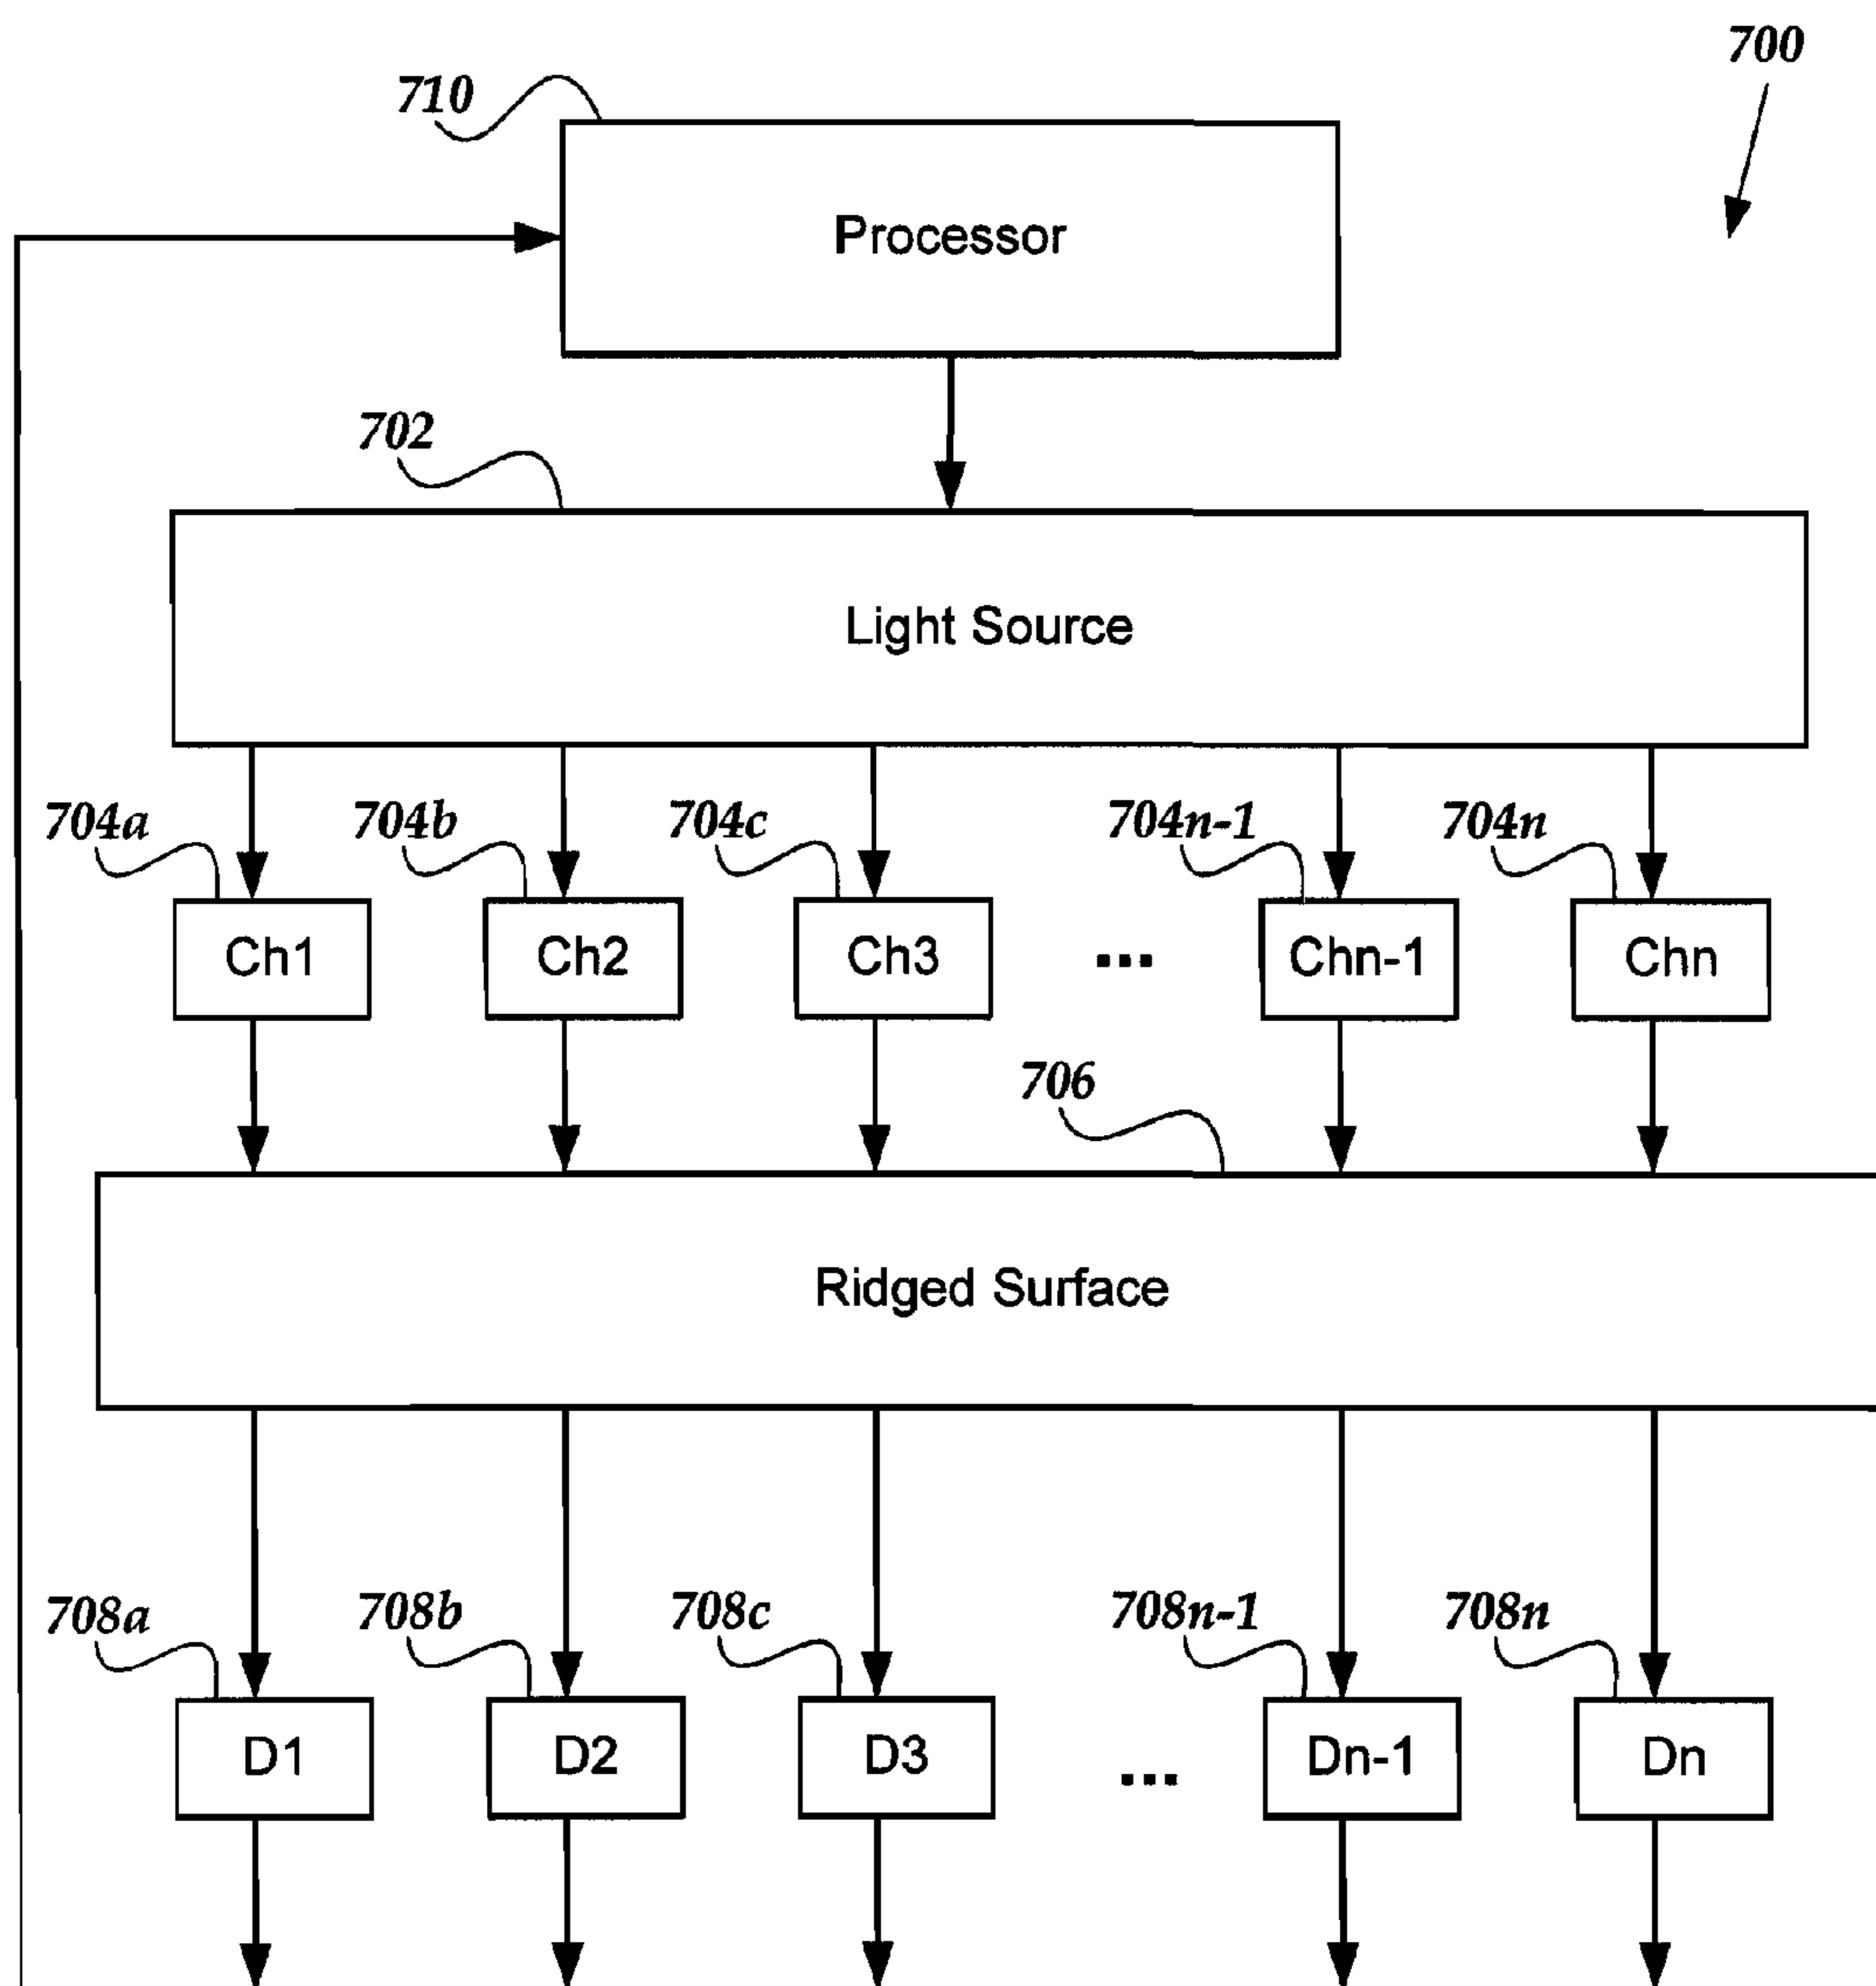 700
710
Processor
702
Light Source
704a 704b 704c 704n-1 704n
Ch1 Ch2 Ch3 ... Chn-1 Chn
706
Ridged Surface
708a 708b 708c 708n-1 708n
D1 D2 D3 ... Dn-1 Dn